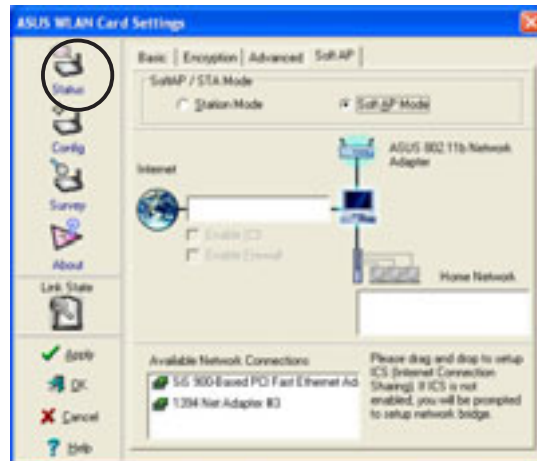 ASUS WLAN Card Settings
Status
Config
Survey
About
Link State
Apply
OK
Cancel
Help
Basic
Encryption
Advanced
Soft AP
SoftAP / STA Mode
Station Mode
Soft AP Mode
ASUS 802.11b Network
Adapter
Internet
Enable ICS
Enable Firewall
Home Network
Available Network Connections
SiS 900-Based PCI Fast Ethernet Ad
1394 Net Adapter #3
Please drag and drop to setup
ICS (Internet Connection
Sharing). If ICS is not
enabled, you will be prompted
to setup network bridge.